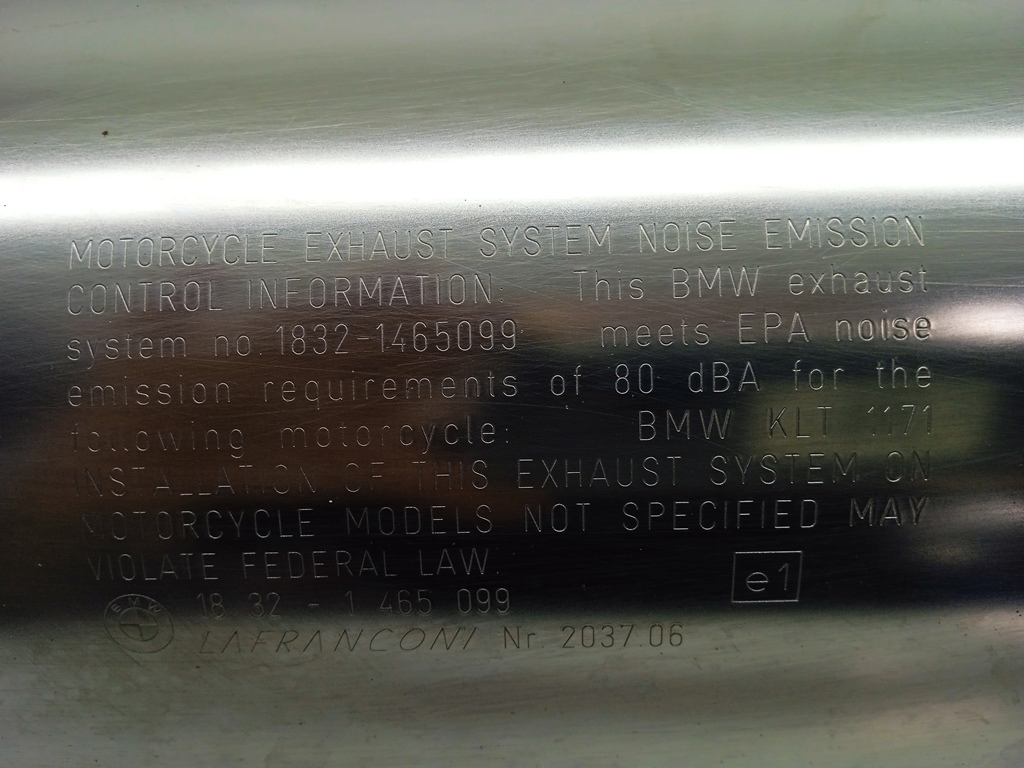 MOTORCYCLE EXHAUST SYSTEM NOISE EMISSION
CONTROL INFORMATION: This BMW exhaust
system no. 1832-1465099 meets EPA noise
emission requirements of 80 dBA for the
following motorcycle: BMW KLT 1171
INSTALLATION OF THIS EXHAUST SYSTEM ON
MOTORCYCLE MODELS NOT SPECIFIED MAY
VIOLATE FEDERAL LAW.
e1
BMW 18 32 - 1 465 099
LAFRANCONI Nr. 2037.06